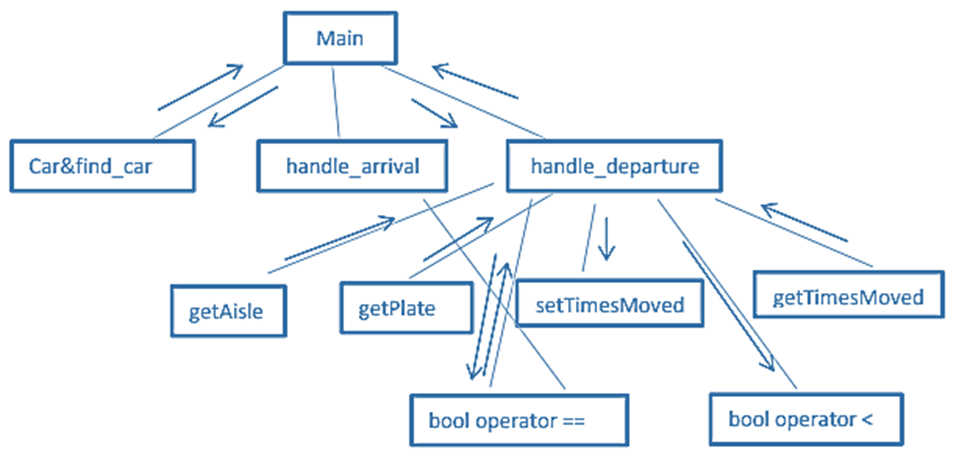 Main
Car&find_car
handle_arrival
handle_departure
getAisle
getPlate
setTimesMoved
getTimesMoved
bool operator ==
bool operator <